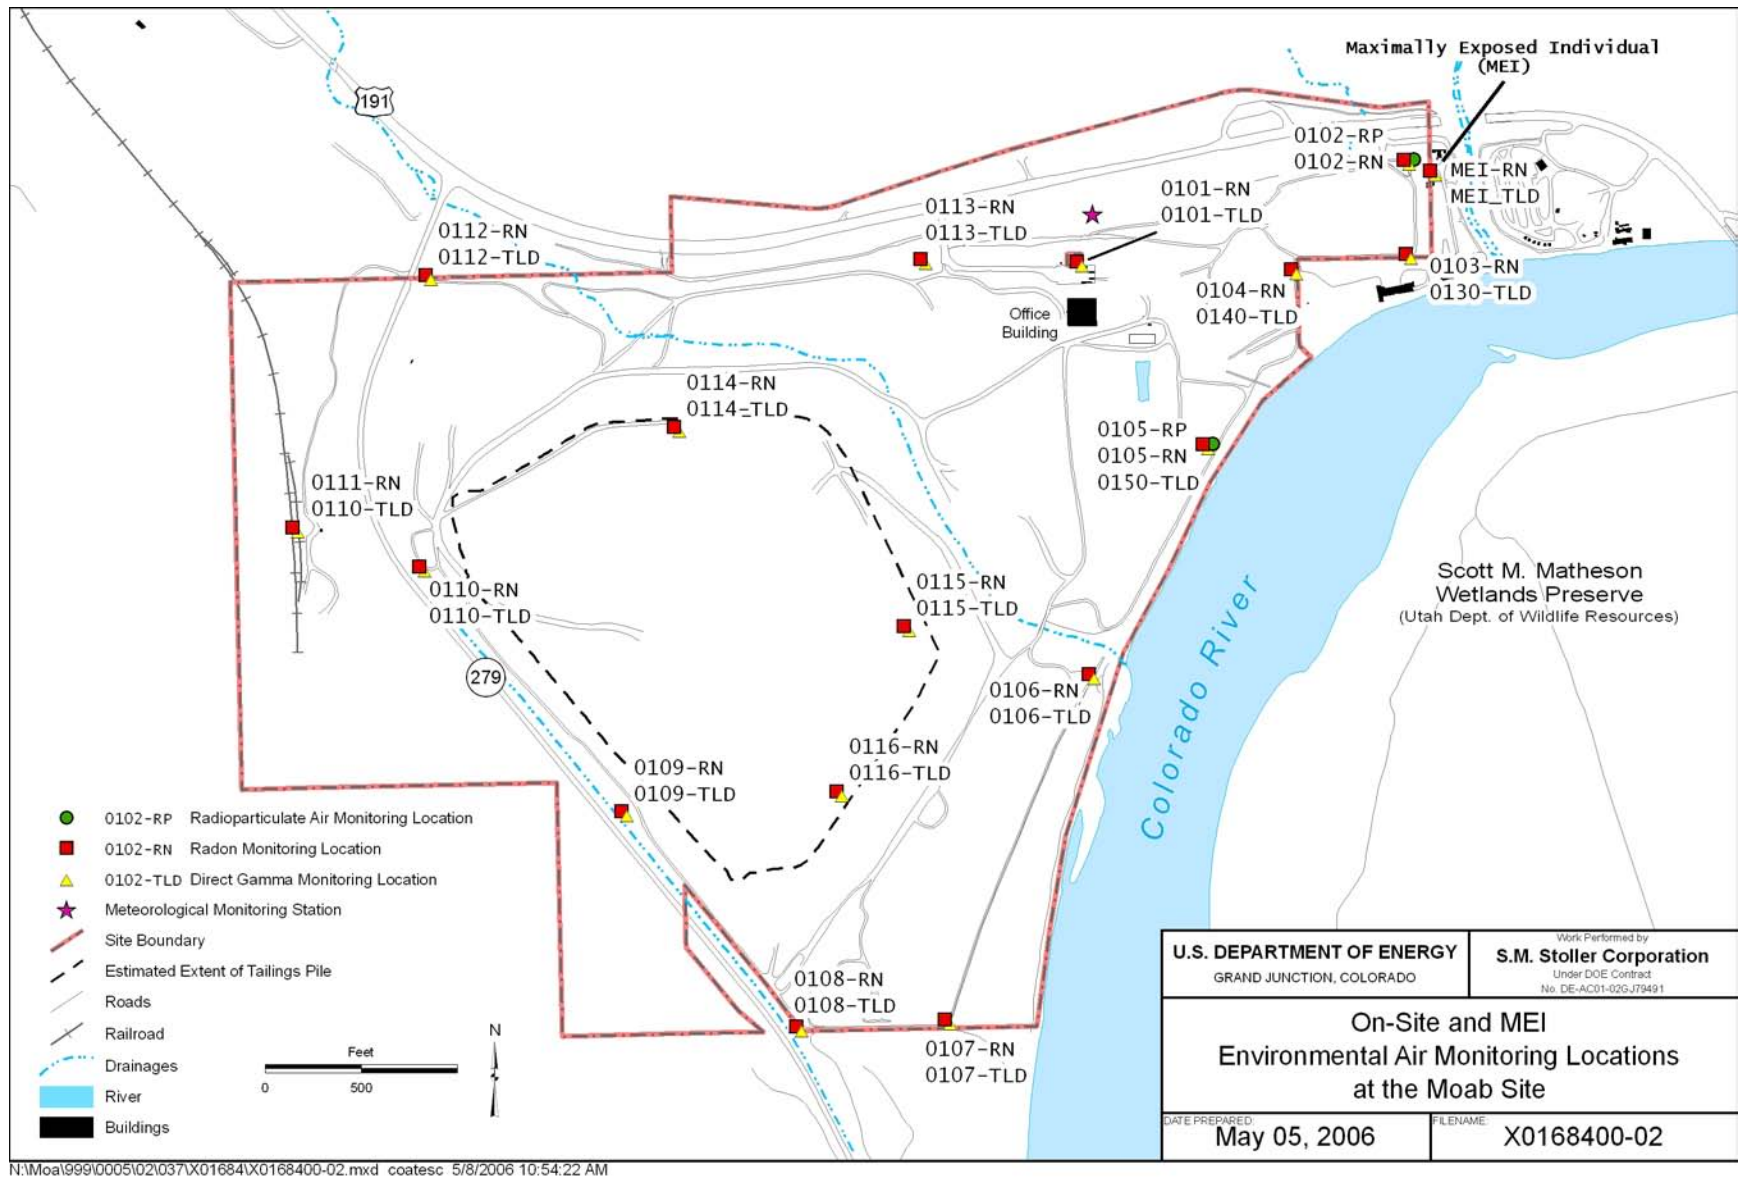 Maximally Exposed Individual
(MEI)
191
0102-RP
0102-RN
MEI-RN
MEI_TLD
0101-RN
0101-TLD
0113-RN
0113-TLD
0112-RN
0112-TLD
0103-RN
0130-TLD
0104-RN
0140-TLD
Office
Building
0114-RN
0114-TLD
0105-RP
0105-RN
0150-TLD
0111-RN
0110-TLD
0110-RN
0110-TLD
0115-RN
0115-TLD
Scott M. Matheson
Wetlands Preserve
(Utah Dept. of Wildlife Resources)
Colorado River
279
0106-RN
0106-TLD
0116-RN
0116-TLD
0109-RN
0109-TLD
0108-RN
0108-TLD
0107-RN
0107-TLD
0102-RP Radioparticulate Air Monitoring Location
0102-RN Radon Monitoring Location
0102-TLD Direct Gamma Monitoring Location
Meteorological Monitoring Station
Site Boundary
Estimated Extent of Tailings Pile
Roads
Railroad
Drainages
River
Buildings
Feet
0 500
N
U.S. DEPARTMENT OF ENERGY
GRAND JUNCTION, COLORADO
Work Performed by
S.M. Stoller Corporation
Under DOE Contract
No. DE-AC01-02GJ79491
On-Site and MEI
Environmental Air Monitoring Locations
at the Moab Site
DATE PREPARED:
May 05, 2006
FILENAME:
X0168400-02
N:\Moa\999\0005\02\037\X01684\X0168400-02.mxd coatesc 5/8/2006 10:54:22 AM